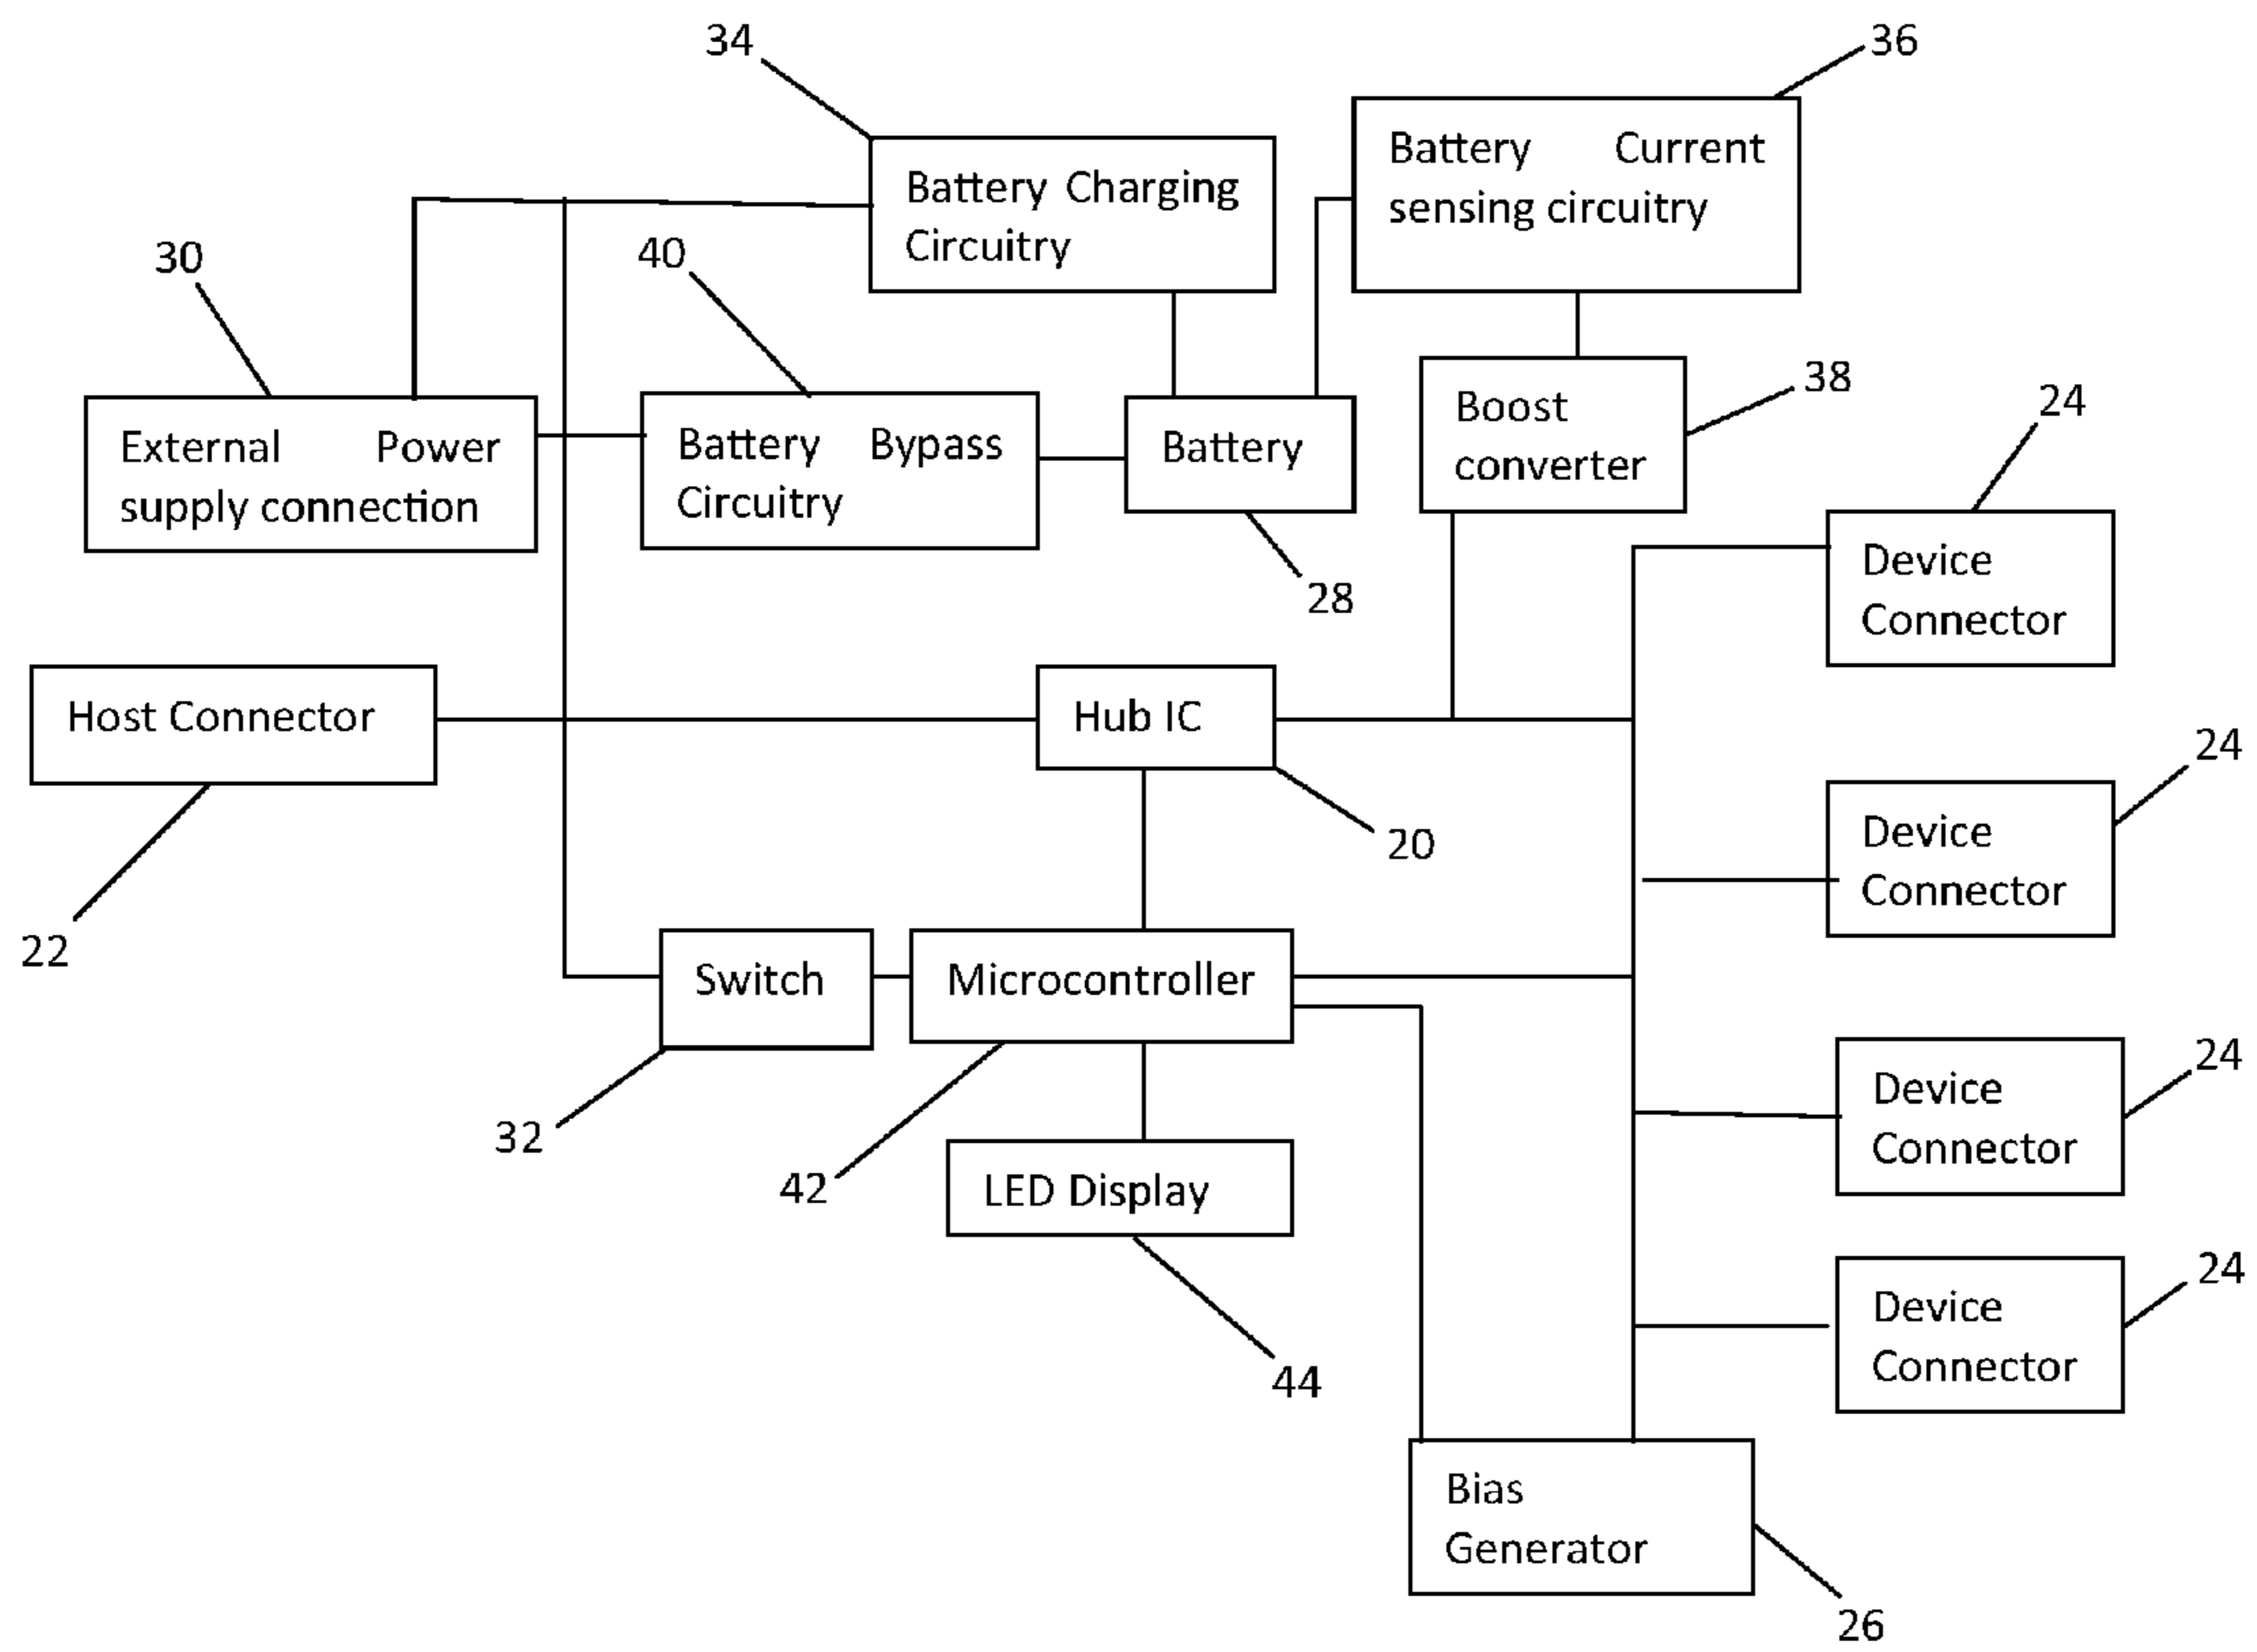 34
36
Battery Charging
Circuitry
Battery Current
sensing circuitry
30
40
38
24
External Power
supply connection
Battery Bypass
Circuitry
Battery
Boost
converter
28
Device
Connector
Host Connector
Hub IC
24
20
Device
Connector
22
Switch
Microcontroller
24
32
42
Device
Connector
LED Display
24
44
Device
Connector
Bias
Generator
26